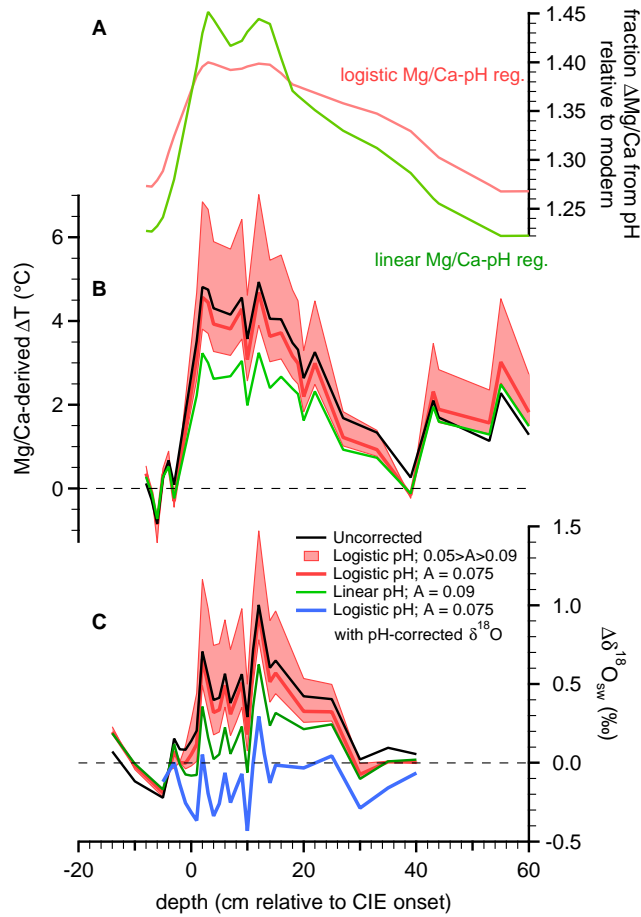 A
1.45
1.40
1.35
1.30
1.25
fraction ΔMg/Ca from pH
relative to modern
logistic Mg/Ca-pH reg.
linear Mg/Ca-pH reg.
B
6
4
2
0
Mg/Ca-derived ΔT (°C)
Uncorrected
Logistic pH; 0.05>A>0.09
Logistic pH; A = 0.075
Linear pH; A = 0.09
Logistic pH; A = 0.075
with pH-corrected δ¹⁸O
C
1.5
1.0
0.5
0.0
-0.5
Δδ¹⁸Osw (‰)
-20
0
20
40
60
depth (cm relative to CIE onset)